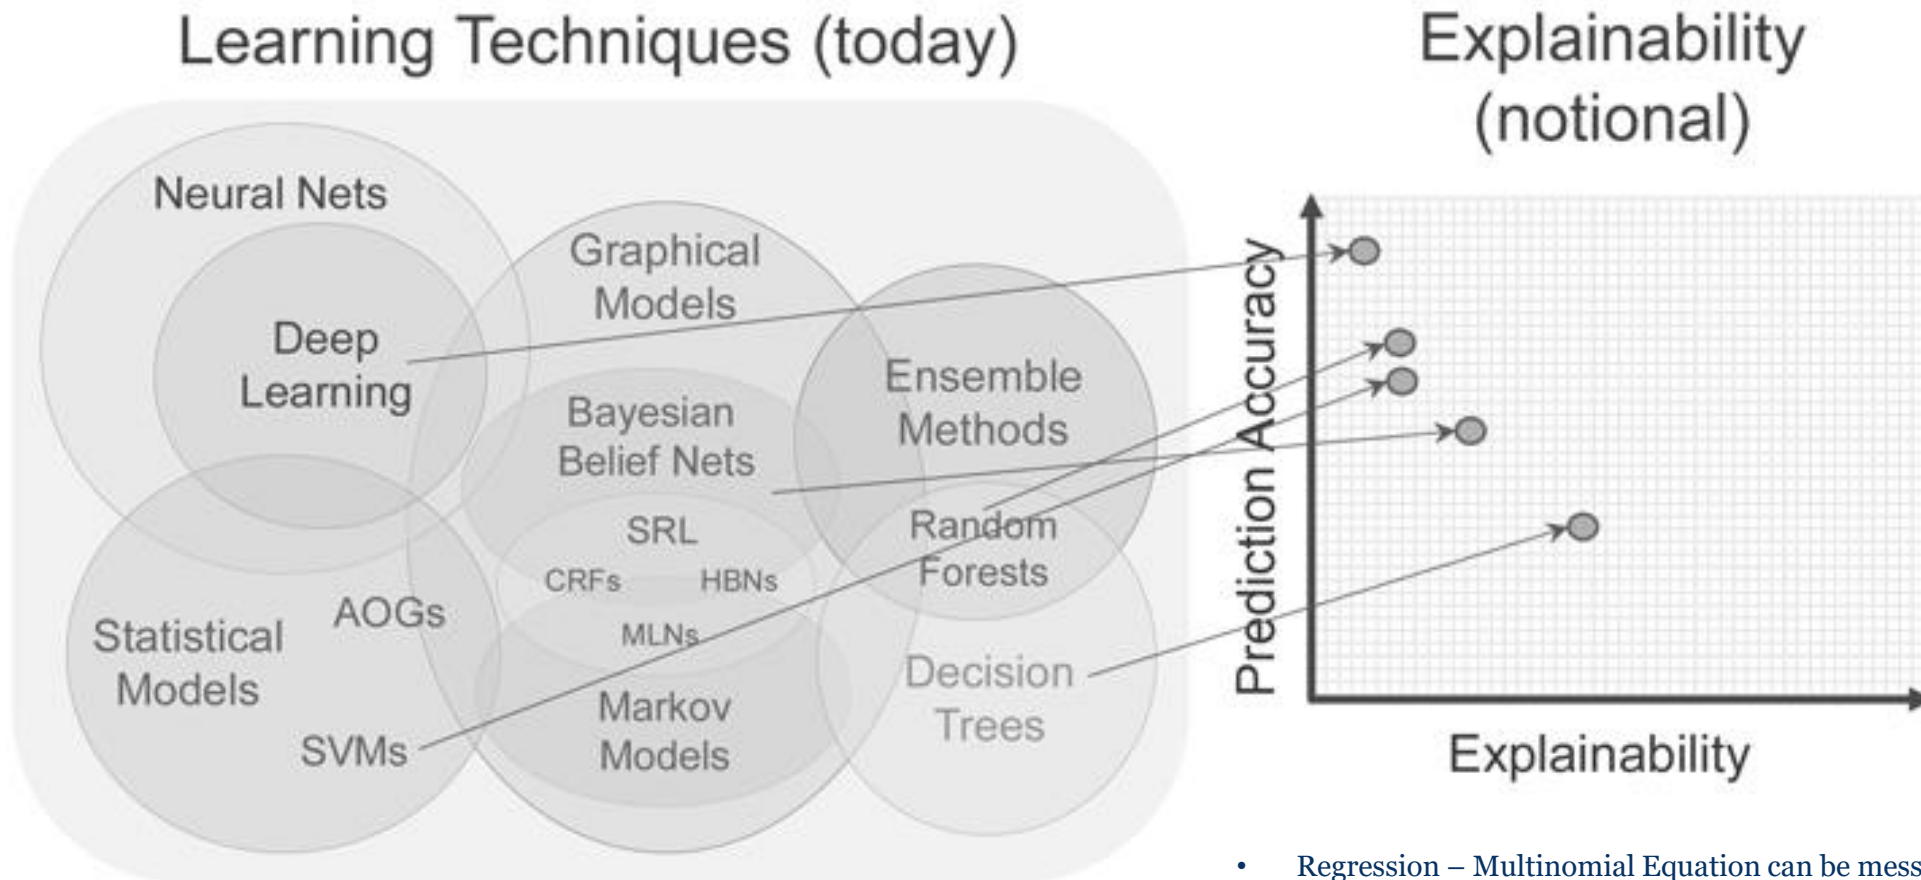 Learning Techniques (today)
Explainability
(notional)
Neural Nets
Deep
Learning
Graphical
Models
Bayesian
Belief Nets
SRL
CRFs
HBNs
MLNs
Markov
Models
Ensemble
Methods
Random
Forests
Decision
Trees
Statistical
Models
AOGs
SVMs
Prediction Accuracy
Explainability
• Regression – Multinomial Equation can be mess